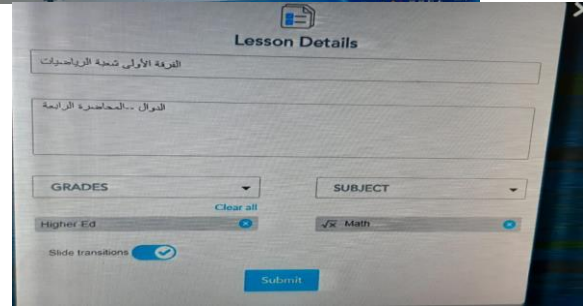 Lesson Details
الفرقة الأولى شعبة الرياضيات
الدوال ..المحاضرة الرابعة
GRADES
SUBJECT
Clear all
Higher Ed
√x Math
Slide transitions
Submit